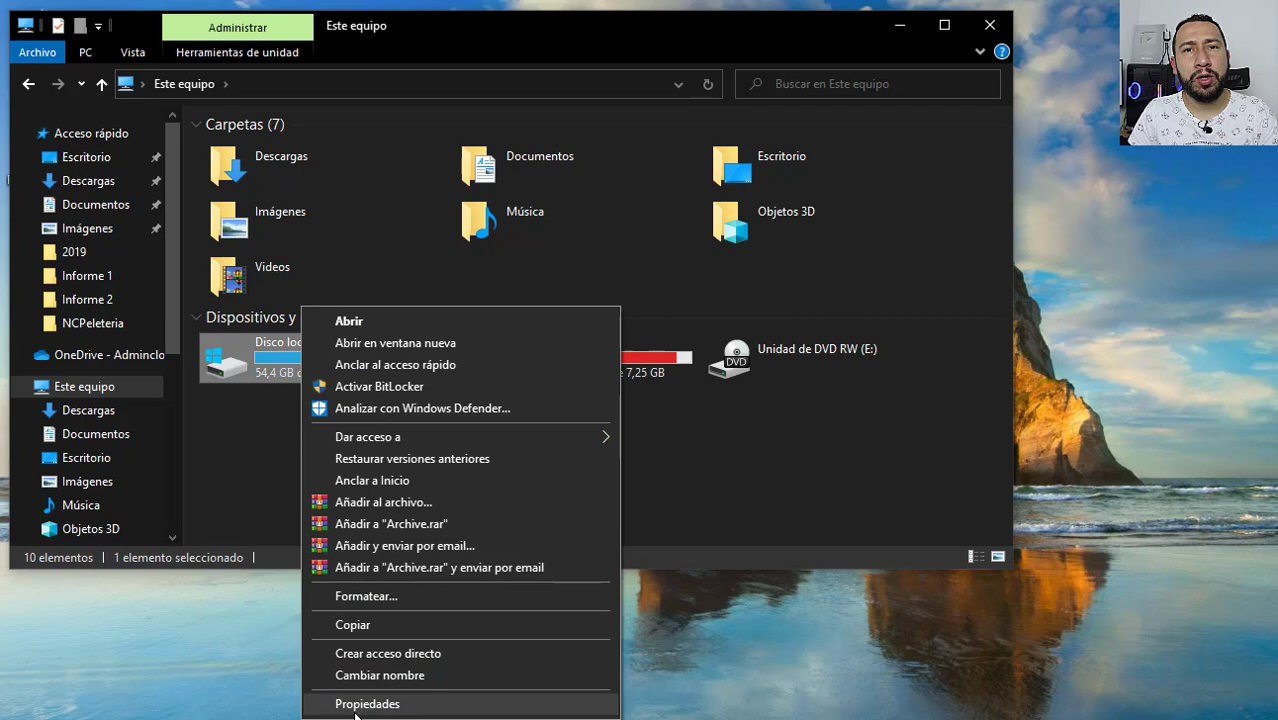 Administrar
Este equipo
Archivo
PC
Vista
Herramientas de unidad
Este equipo
Buscar en Este equipo
Acceso rápido
Escritorio
Descargas
Documentos
Imágenes
2019
Informe 1
Informe 2
NCPeleteria
OneDrive - Adminclo
Este equipo
Descargas
Documentos
Escritorio
Imágenes
Música
Objetos 3D
Carpetas (7)
Descargas
Documentos
Escritorio
Imágenes
Música
Objetos 3D
Videos
Dispositivos y
Disco loc
54,4 GB
7,25 GB
Unidad de DVD RW (E:)
DVD
Abrir
Abrir en ventana nueva
Anclar al acceso rápido
Activar BitLocker
Analizar con Windows Defender...
Dar acceso a
Restaurar versiones anteriores
Anclar a Inicio
Añadir al archivo...
Añadir a "Archive.rar"
Añadir y enviar por email...
Añadir a "Archive.rar" y enviar por email
Formatear...
Copiar
Crear acceso directo
Cambiar nombre
Propiedades
10 elementos
1 elemento seleccionado